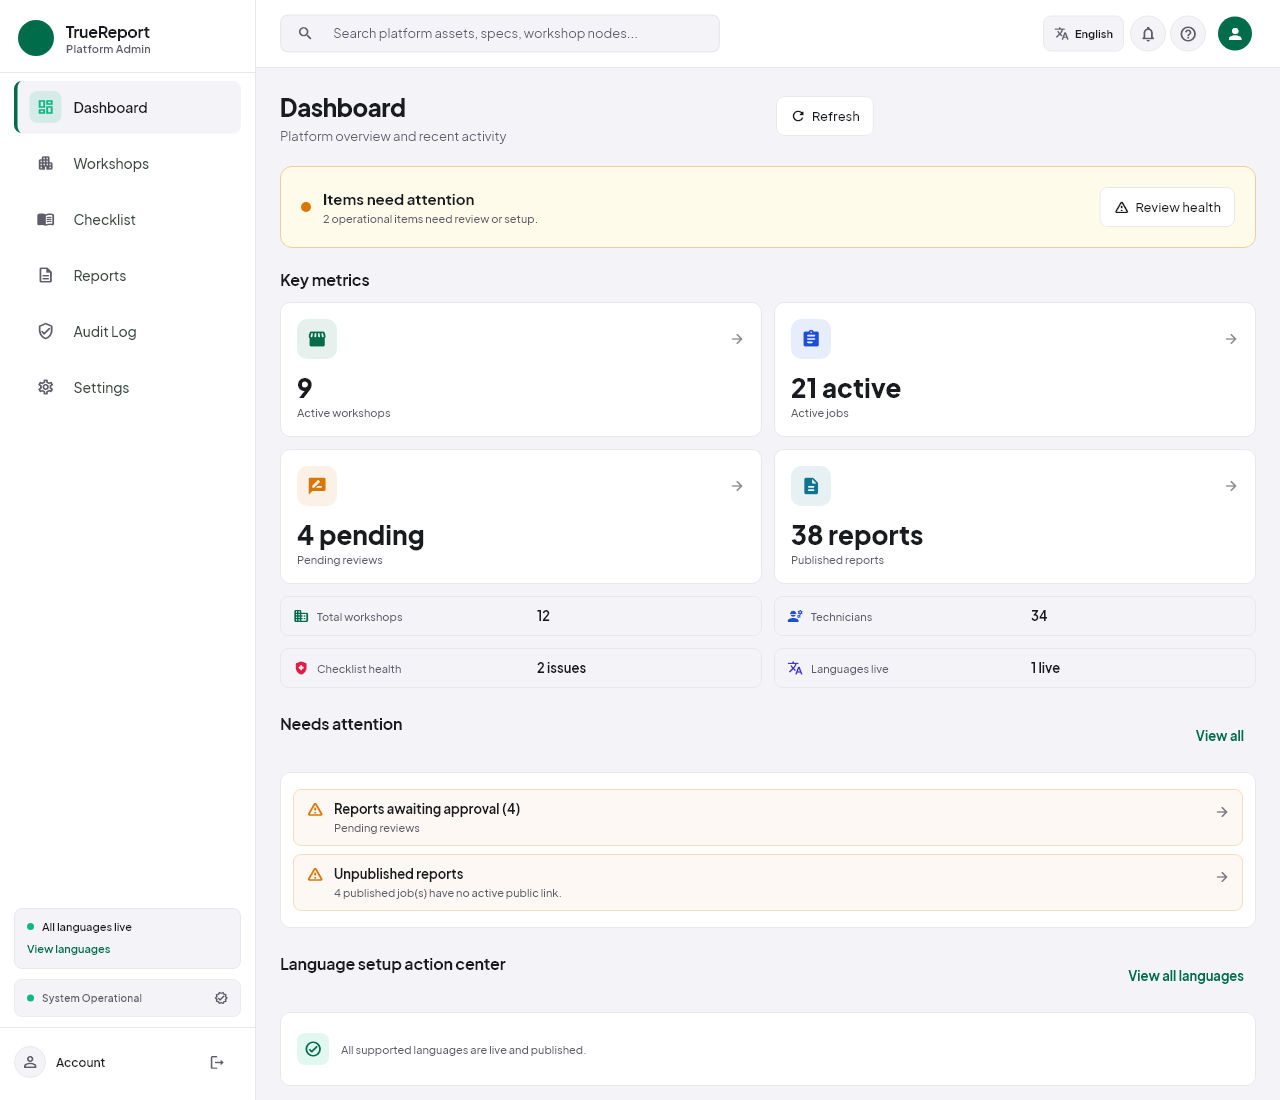 TrueReport
Platform Admin
Dashboard
Workshops
Checklist
Reports
Audit Log
Settings
All languages live
View languages
System Operational
Account
Search platform assets, specs, workshop nodes...
English
Dashboard
Platform overview and recent activity
Refresh
Items need attention
2 operational items need review or setup.
Review health
Key metrics
9
Active workshops
21 active
Active jobs
4 pending
Pending reviews
38 reports
Published reports
Total workshops 12
Technicians 34
Checklist health 2 issues
Languages live 1 live
Needs attention
View all
Reports awaiting approval (4)
Pending reviews
Unpublished reports
4 published job(s) have no active public link.
Language setup action center
View all languages
All supported languages are live and published.